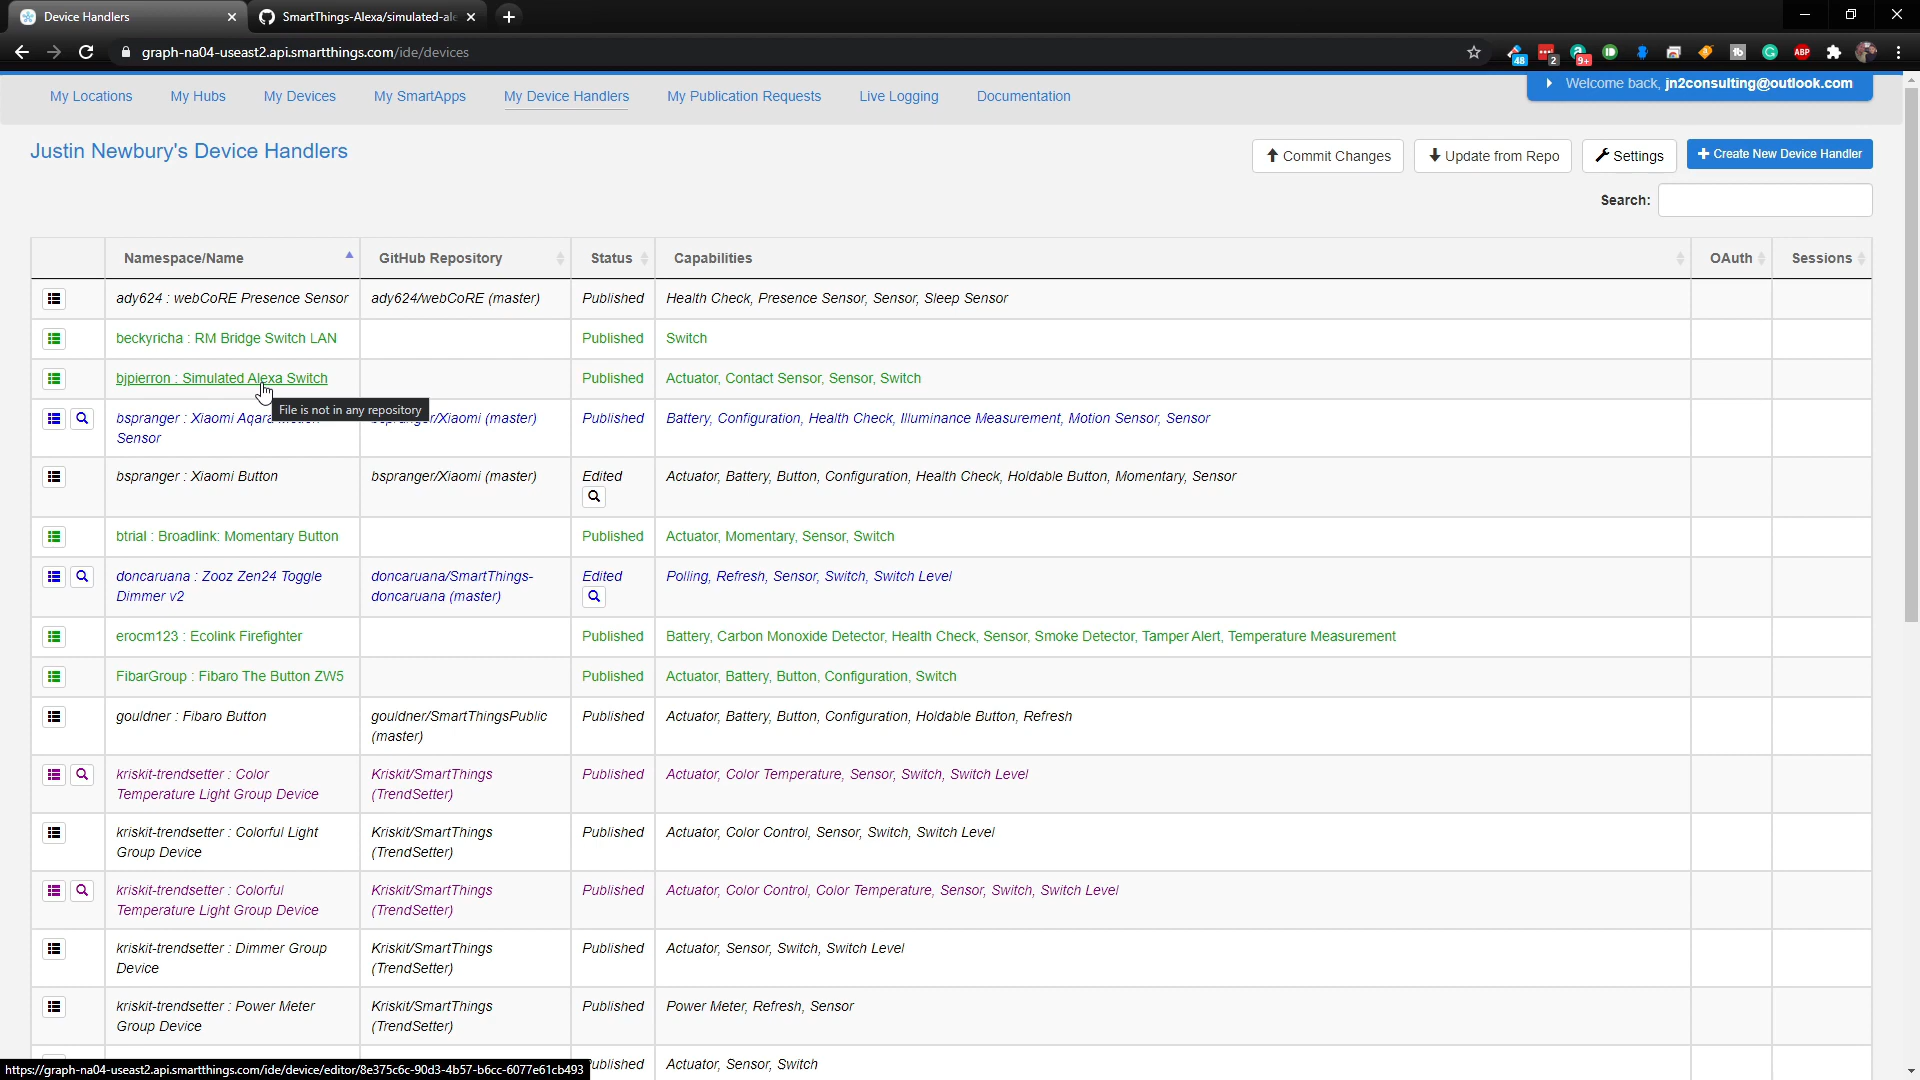 Device Handlers
SmartThings-Alexa/simulated-ale
graph-na04-useast2.api.smartthings.com/ide/devices
48
2
9+
ABP
My Locations
My Hubs
My Devices
My SmartApps
My Device Handlers
My Publication Requests
Live Logging
Documentation
Welcome back, jn2consulting@outlook.com
Justin Newbury's Device Handlers
Commit Changes
Update from Repo
Settings
Create New Device Handler
Search:
Namespace/Name
GitHub Repository
Status
Capabilities
OAuth
Sessions
ady624 : webCoRE Presence Sensor
ady624/webCoRE (master)
Published
Health Check, Presence Sensor, Sensor, Sleep Sensor
beckyricha : RM Bridge Switch LAN
Published
Switch
bjpierron : Simulated Alexa Switch
Published
Actuator, Contact Sensor, Sensor, Switch
File is not in any repository
bspranger : Xiaomi Aqara
Sensor
/Xiaomi (master)
Published
Battery, Configuration, Health Check, Illuminance Measurement, Motion Sensor, Sensor
bspranger : Xiaomi Button
bspranger/Xiaomi (master)
Edited
Actuator, Battery, Button, Configuration, Health Check, Holdable Button, Momentary, Sensor
btrial : Broadlink: Momentary Button
Published
Actuator, Momentary, Sensor, Switch
doncaruana : Zooz Zen24 Toggle
Dimmer v2
doncaruana/SmartThings-
doncaruana (master)
Edited
Polling, Refresh, Sensor, Switch, Switch Level
erocm123 : Ecolink Firefighter
Published
Battery, Carbon Monoxide Detector, Health Check, Sensor, Smoke Detector, Tamper Alert, Temperature Measurement
FibarGroup : Fibaro The Button ZW5
Published
Actuator, Battery, Button, Configuration, Switch
gouldner : Fibaro Button
gouldner/SmartThingsPublic
(master)
Published
Actuator, Battery, Button, Configuration, Holdable Button, Refresh
kriskit-trendsetter : Color
Temperature Light Group Device
Kriskit/SmartThings
(TrendSetter)
Published
Actuator, Color Temperature, Sensor, Switch, Switch Level
kriskit-trendsetter : Colorful Light
Group Device
Kriskit/SmartThings
(TrendSetter)
Published
Actuator, Color Control, Sensor, Switch, Switch Level
kriskit-trendsetter : Colorful
Temperature Light Group Device
Kriskit/SmartThings
(TrendSetter)
Published
Actuator, Color Control, Color Temperature, Sensor, Switch, Switch Level
kriskit-trendsetter : Dimmer Group
Device
Kriskit/SmartThings
(TrendSetter)
Published
Actuator, Sensor, Switch, Switch Level
kriskit-trendsetter : Power Meter
Group Device
Kriskit/SmartThings
(TrendSetter)
Published
Power Meter, Refresh, Sensor
ublished
Actuator, Sensor, Switch
https://graph-na04-useast2.api.smartthings.com/ide/device/editor/8e375c6c-90d3-4b57-b6cc-6077e61cb493